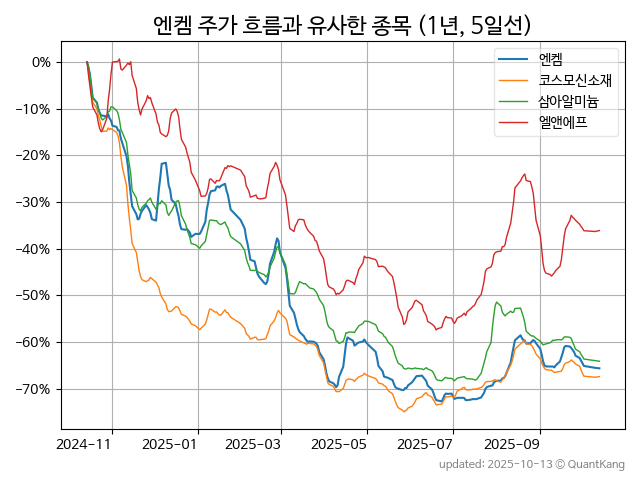 엔켐 주가 흐름과 유사한 종목 (1년, 5일선)
엔켐
코스모신소재
삼아알미늄
엘앤에프
0%
−10%
−20%
−30%
−40%
−50%
−60%
−70%
2024−11
2025−01
2025−03
2025−05
2025−07
2025−09
updated: 2025-10-13 © QuantKang